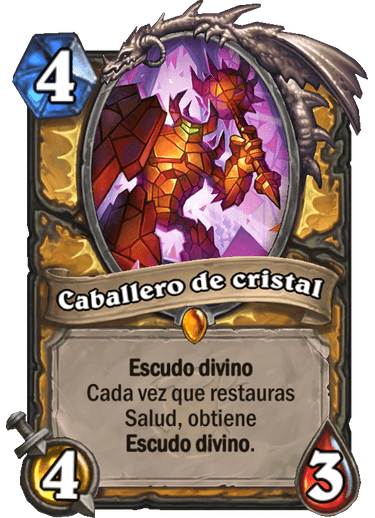 4
Caballero de cristal
Escudo divino
Cada vez que restauras
Salud, obtiene
Escudo divino.
4
3